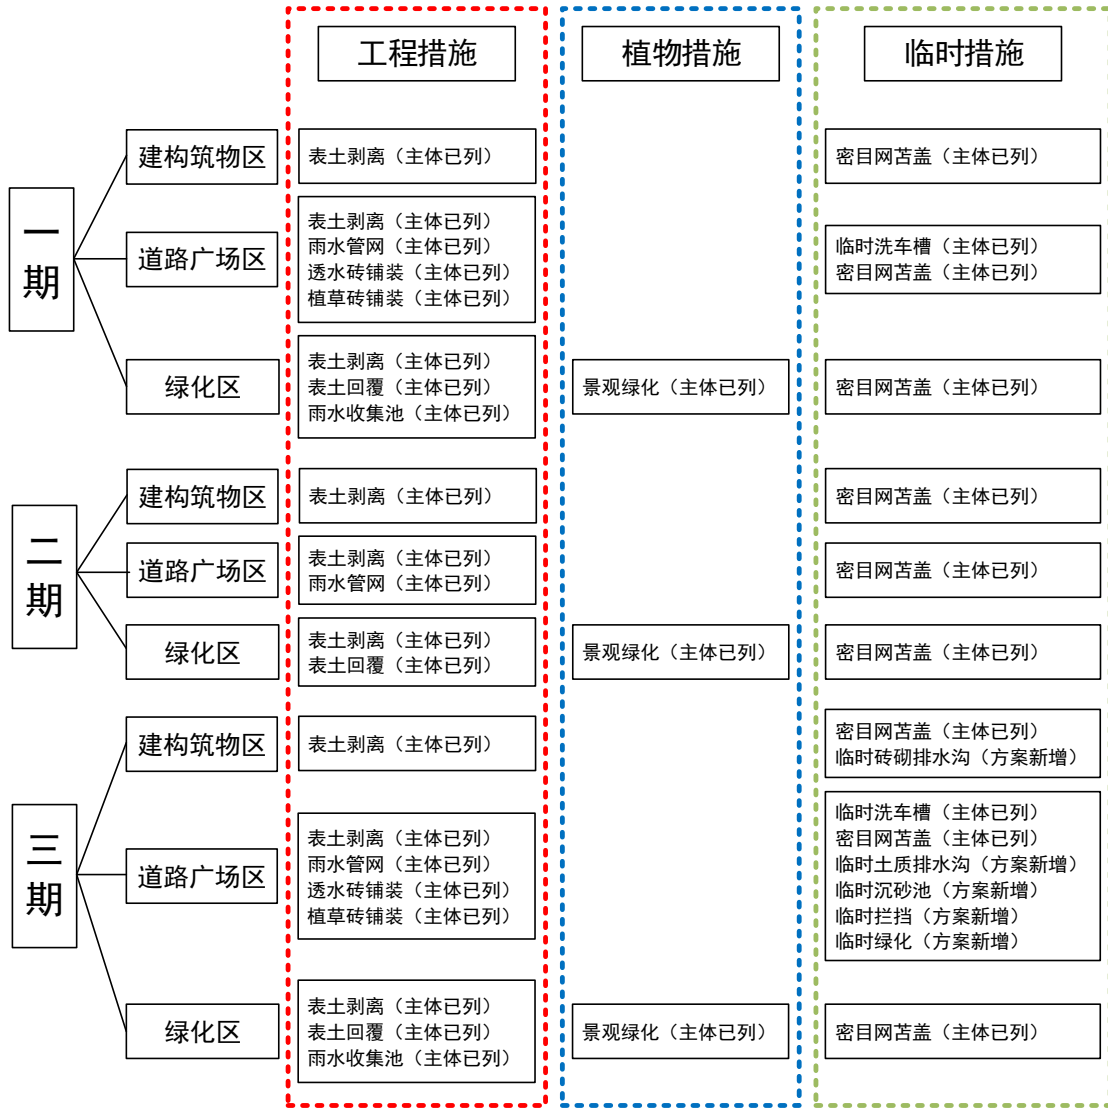 工程措施
植物措施
临时措施
一期
建构筑物区
表土剥离（主体已列）
密目网苫盖（主体已列）
道路广场区
表土剥离（主体已列）
雨水管网（主体已列）
透水砖铺装（主体已列）
植草砖铺装（主体已列）
临时洗车槽（主体已列）
密目网苫盖（主体已列）
绿化区
表土剥离（主体已列）
表土回覆（主体已列）
雨水收集池（主体已列）
景观绿化（主体已列）
密目网苫盖（主体已列）
二期
建构筑物区
表土剥离（主体已列）
密目网苫盖（主体已列）
道路广场区
表土剥离（主体已列）
雨水管网（主体已列）
密目网苫盖（主体已列）
绿化区
表土剥离（主体已列）
表土回覆（主体已列）
景观绿化（主体已列）
密目网苫盖（主体已列）
三期
建构筑物区
表土剥离（主体已列）
密目网苫盖（主体已列）
临时砖砌排水沟（方案新增）
道路广场区
表土剥离（主体已列）
雨水管网（主体已列）
透水砖铺装（主体已列）
植草砖铺装（主体已列）
临时洗车槽（主体已列）
密目网苫盖（主体已列）
临时土质排水沟（方案新增）
临时沉砂池（方案新增）
临时拦挡（方案新增）
临时绿化（方案新增）
绿化区
表土剥离（主体已列）
表土回覆（主体已列）
雨水收集池（主体已列）
景观绿化（主体已列）
密目网苫盖（主体已列）